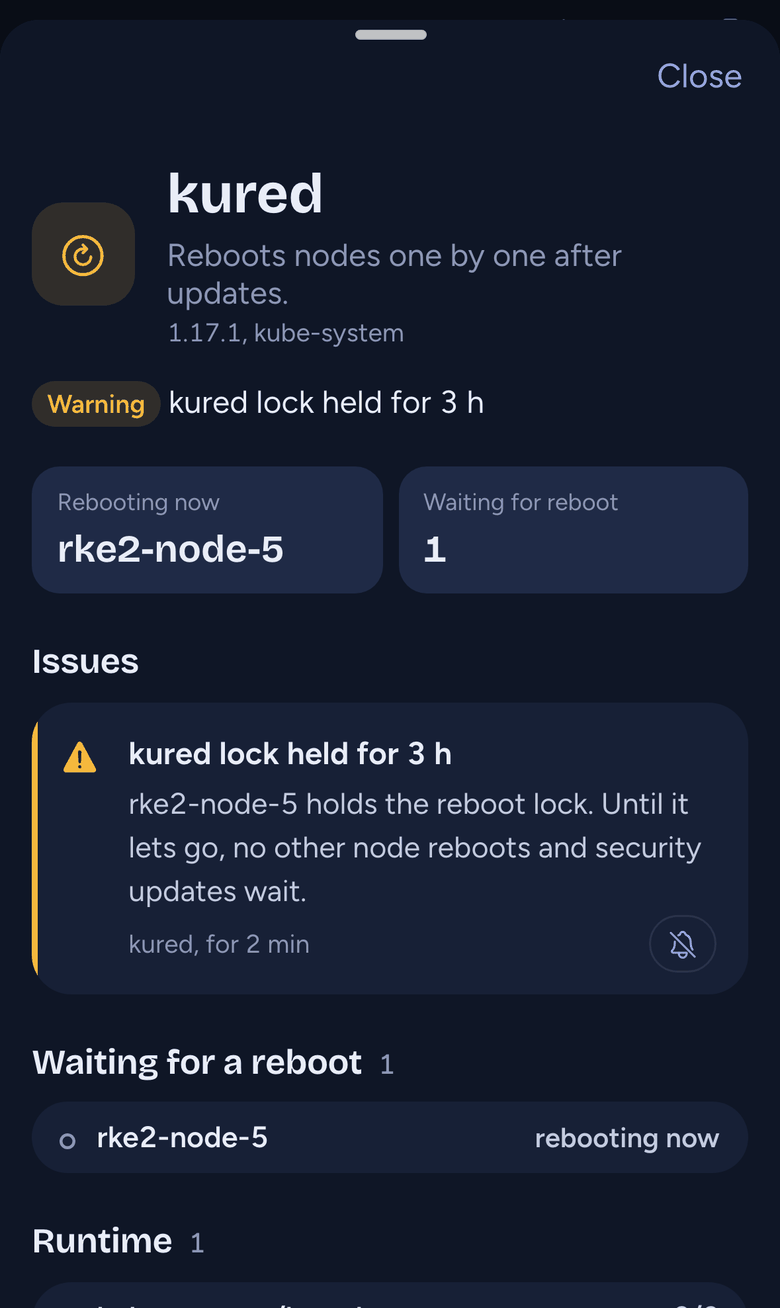 Close
kured
Reboots nodes one by one after
updates.
1.17.1, kube-system
Warning kured lock held for 3 h
Rebooting now
rke2-node-5
Waiting for reboot
1
Issues
kured lock held for 3 h
rke2-node-5 holds the reboot lock. Until it
lets go, no other node reboots and security
updates wait.
kured, for 2 min
Waiting for a reboot 1
rke2-node-5 rebooting now
Runtime 1